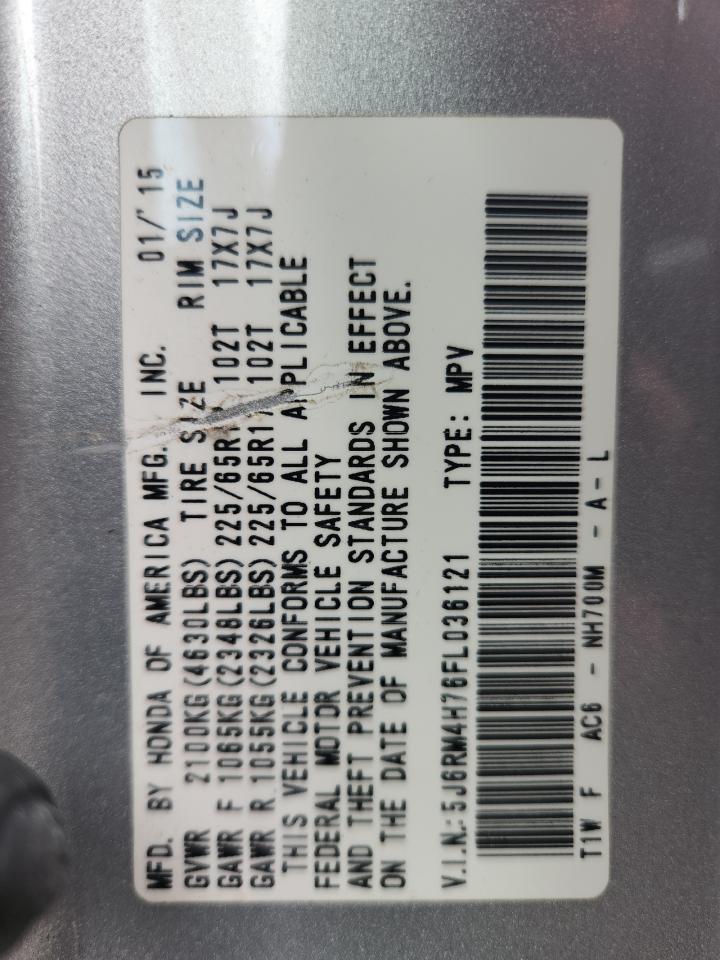 MFD. BY HONDA OF AMERICA MFG. INC. 01/'15
GVWR 2100KG(4630LBS) TIRE SIZE RIM SIZE
GAWR F 1065KG(2348LBS) 225/65R17 102T 17X7J
GAWR R 1055KG(2326LBS) 225/65R17 102T 17X7J
THIS VEHICLE CONFORMS TO ALL APPLICABLE
FEDERAL MOTOR VEHICLE SAFETY
AND THEFT PREVENTION STANDARDS IN EFFECT
ON THE DATE OF MANUFACTURE SHOWN ABOVE.
V.I.N.: 5J6RM4H76FL036121 TYPE: MPV
T1W F AC6 - NH700M - A - L